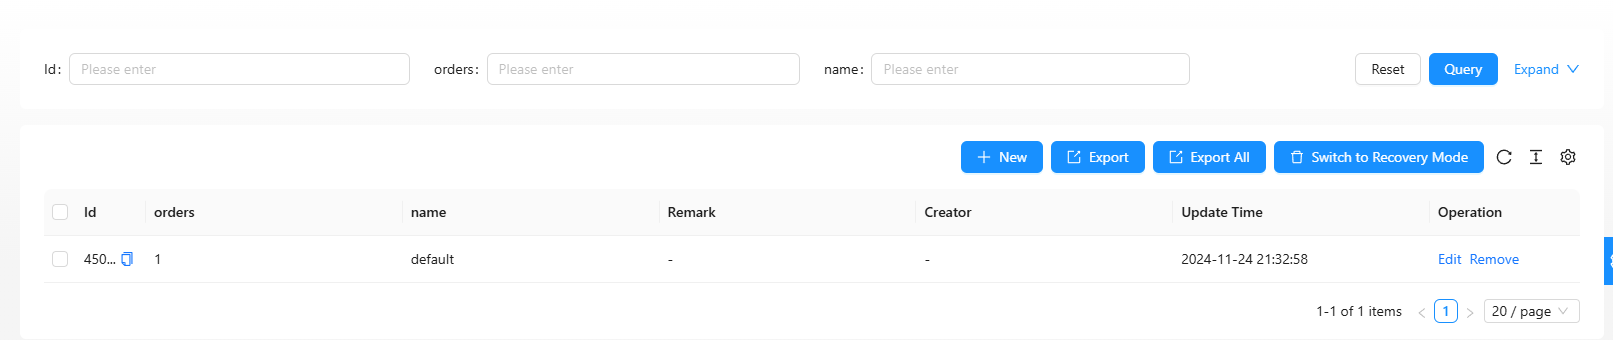 Id: Please enter orders: Please enter name: Please enter Reset Query Expand
New Export Export All Switch to Recovery Mode
Id orders name Remark Creator Update Time Operation
450... 1 default - - 2024-11-24 21:32:58 Edit Remove
1-1 of 1 items < 1 > 20 / page